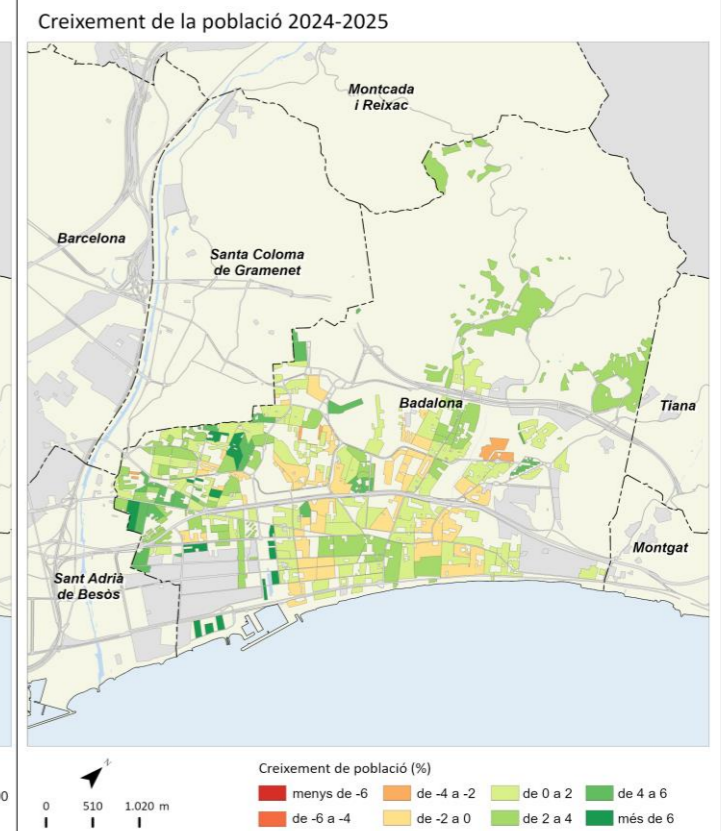 Creixement de la població 2024-2025
Montcada
i Reixac
Barcelona
Santa Coloma
de Gramenet
Badalona
Tiana
Montgat
Sant Adrià
de Besòs
N
0 510 1.020 m
Creixement de població (%)
menys de -6
de -4 a -2
de 0 a 2
de 4 a 6
de -6 a -4
de -2 a 0
de 2 a 4
més de 6